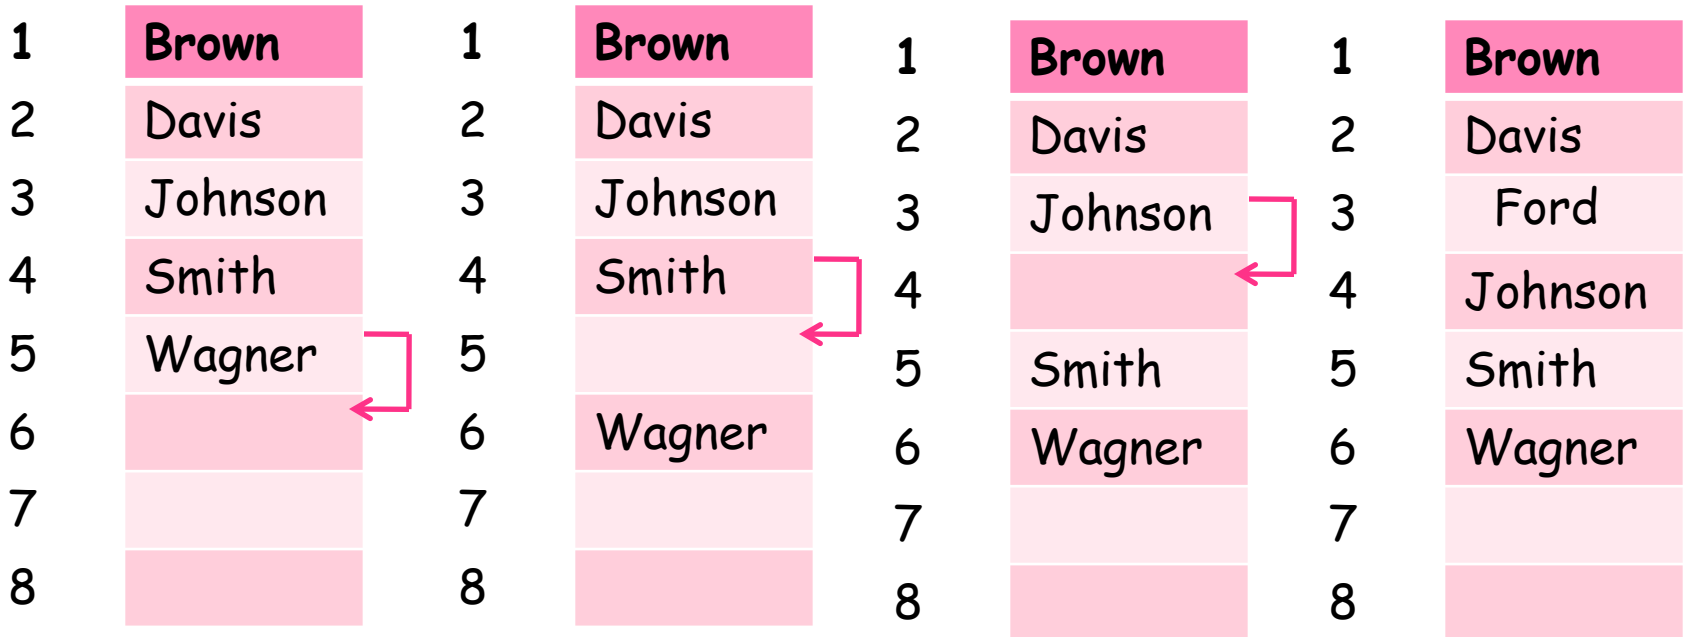 1 Brown
2 Davis
3 Johnson
4 Smith
5 Wagner
6
7
8
1 Brown
2 Davis
3 Johnson
4 Smith
5
6 Wagner
7
8
1 Brown
2 Davis
3 Johnson
4
5 Smith
6 Wagner
7
8
1 Brown
2 Davis
3 Ford
4 Johnson
5 Smith
6 Wagner
7
8